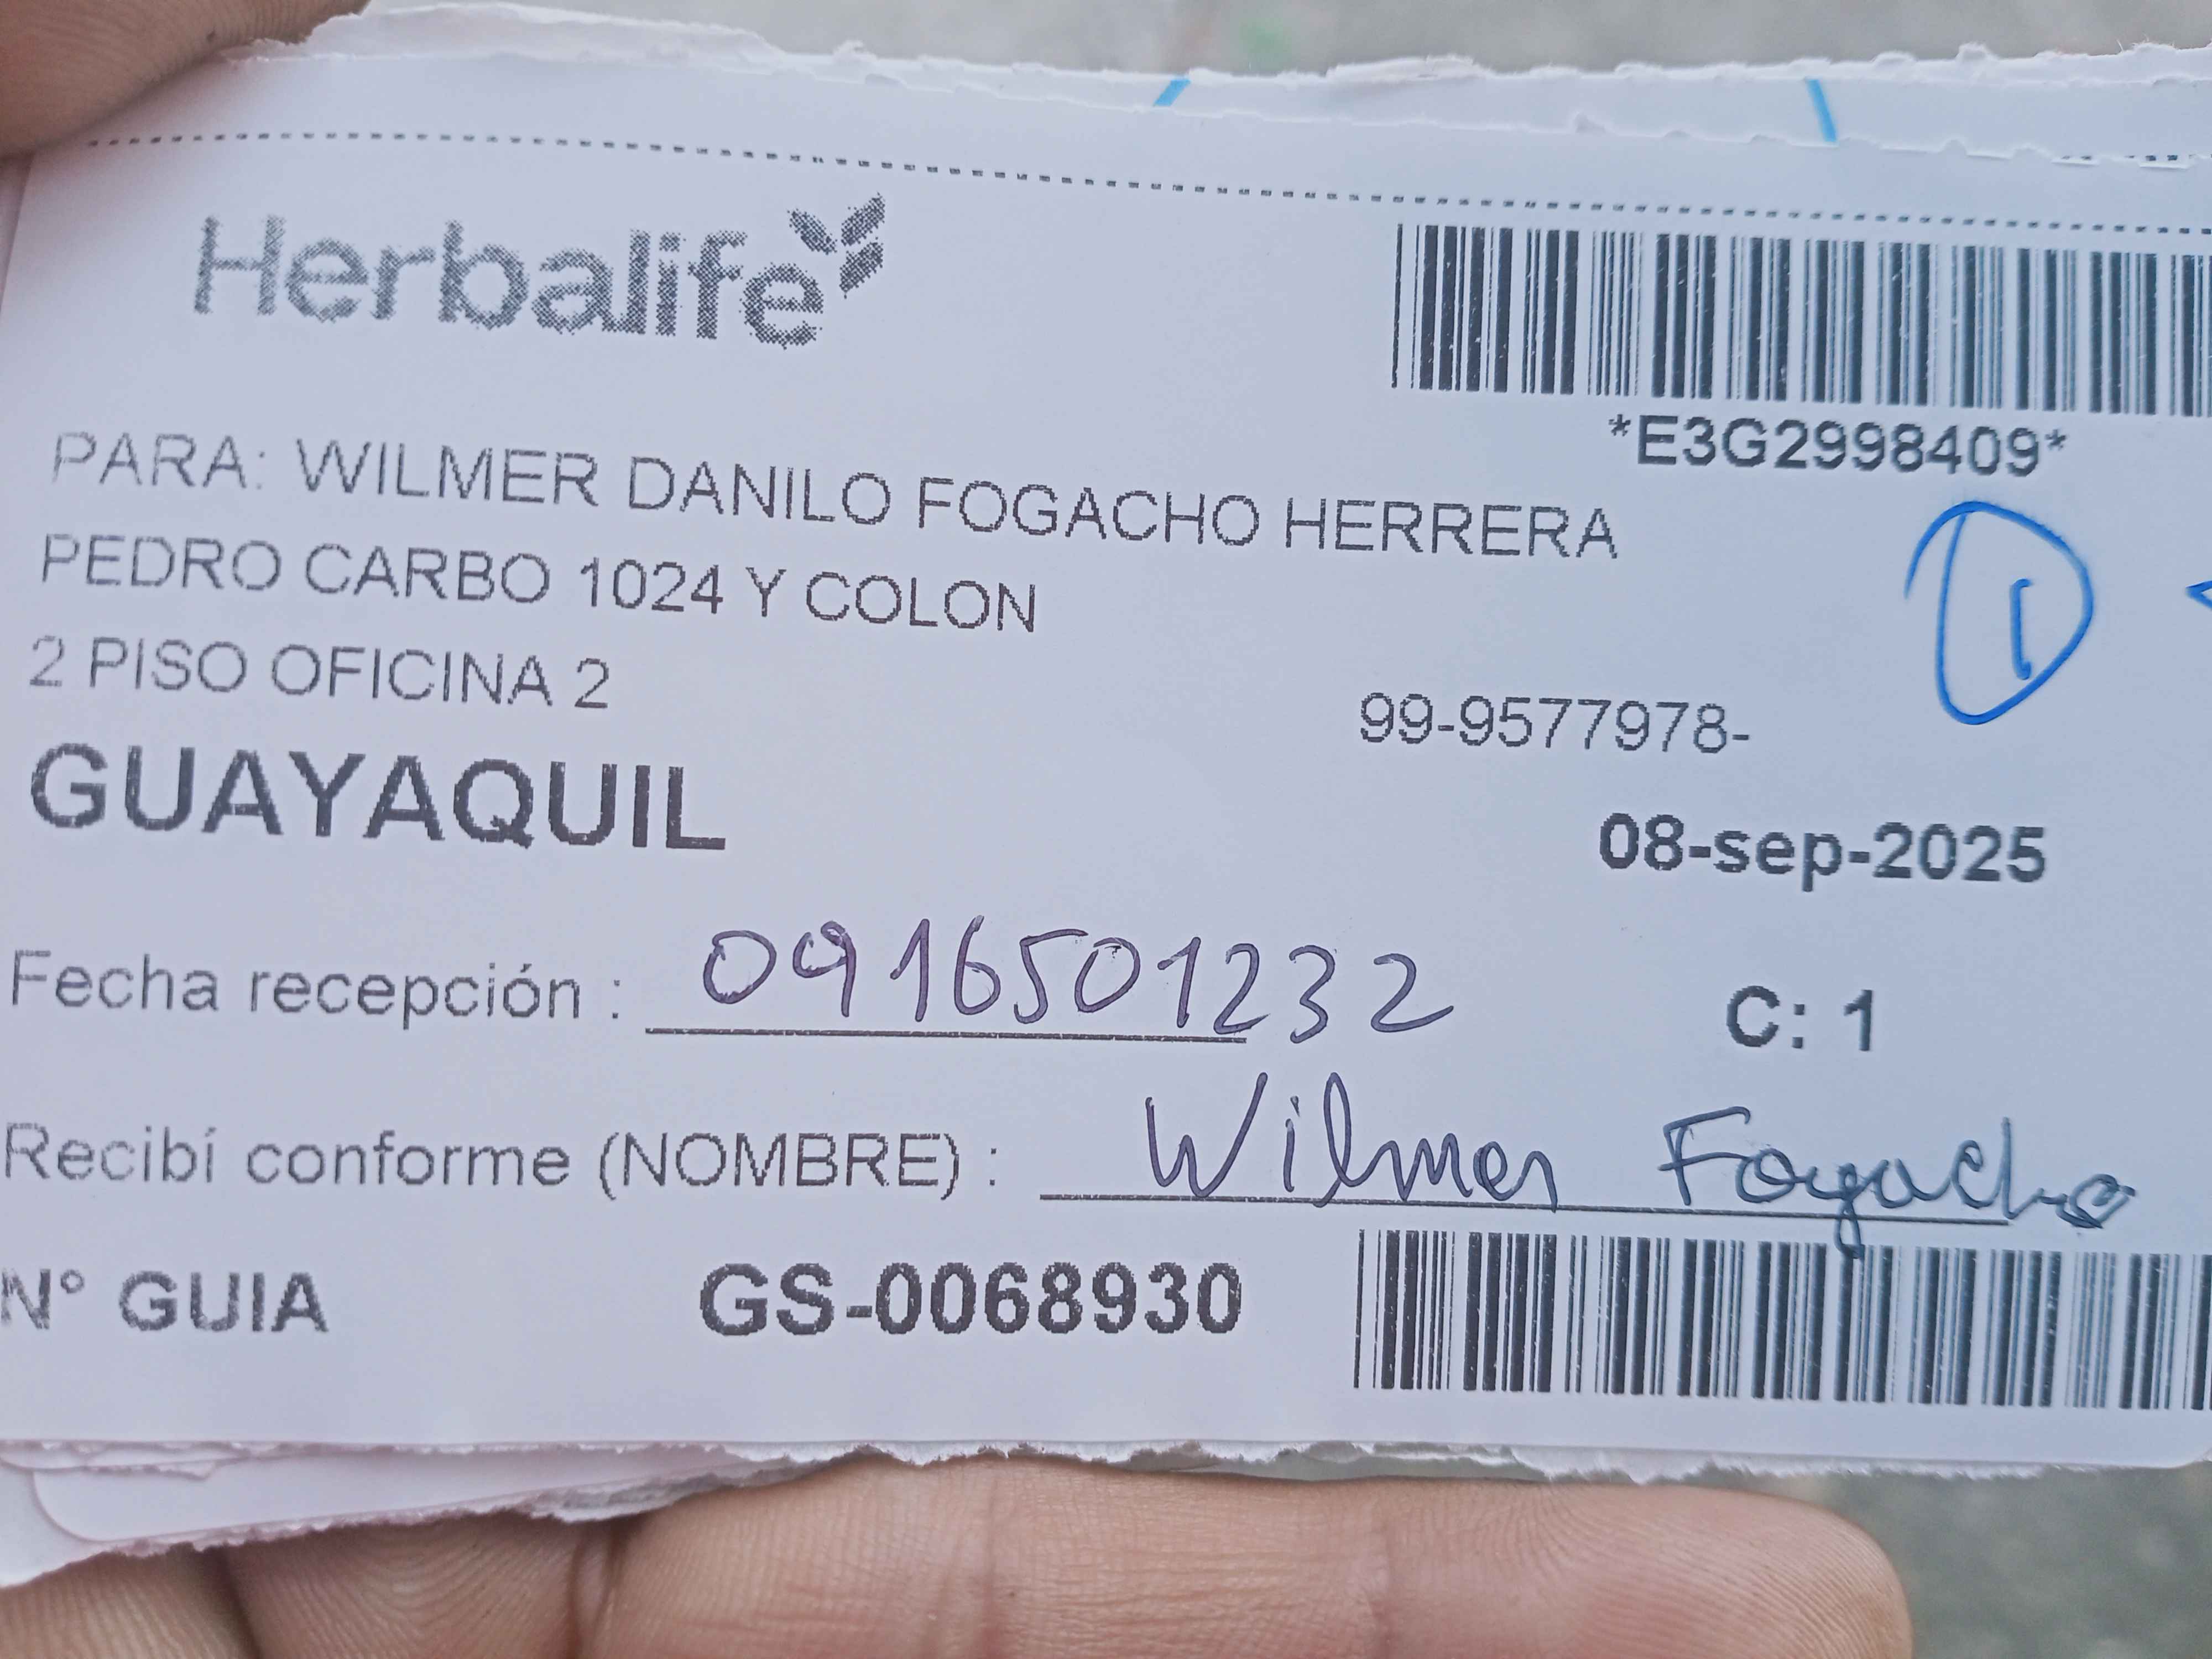 Herbalife
*E3G2998409*
PARA: WILMER DANILO FOGACHO HERRERA
PEDRO CARBO 1024 Y COLON
1
2 PISO OFICINA 2
99-9577978-
GUAYAQUIL
08-sep-2025
Fecha recepción : 0916501232
C: 1
Recibí conforme (NOMBRE) : Wilmer Fogacho
N° GUIA GS-0068930